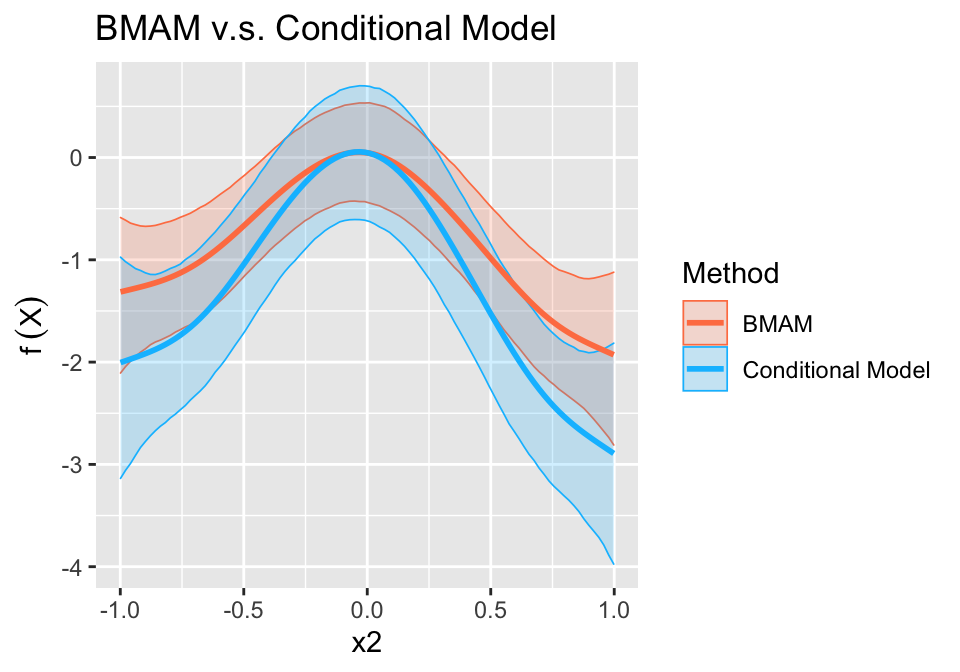 BMAM v.s. Conditional Model
f (X)
0
-1
-2
-3
-4
-1.0 -0.5 0.0 0.5 1.0
x2
Method
BMAM
Conditional Model